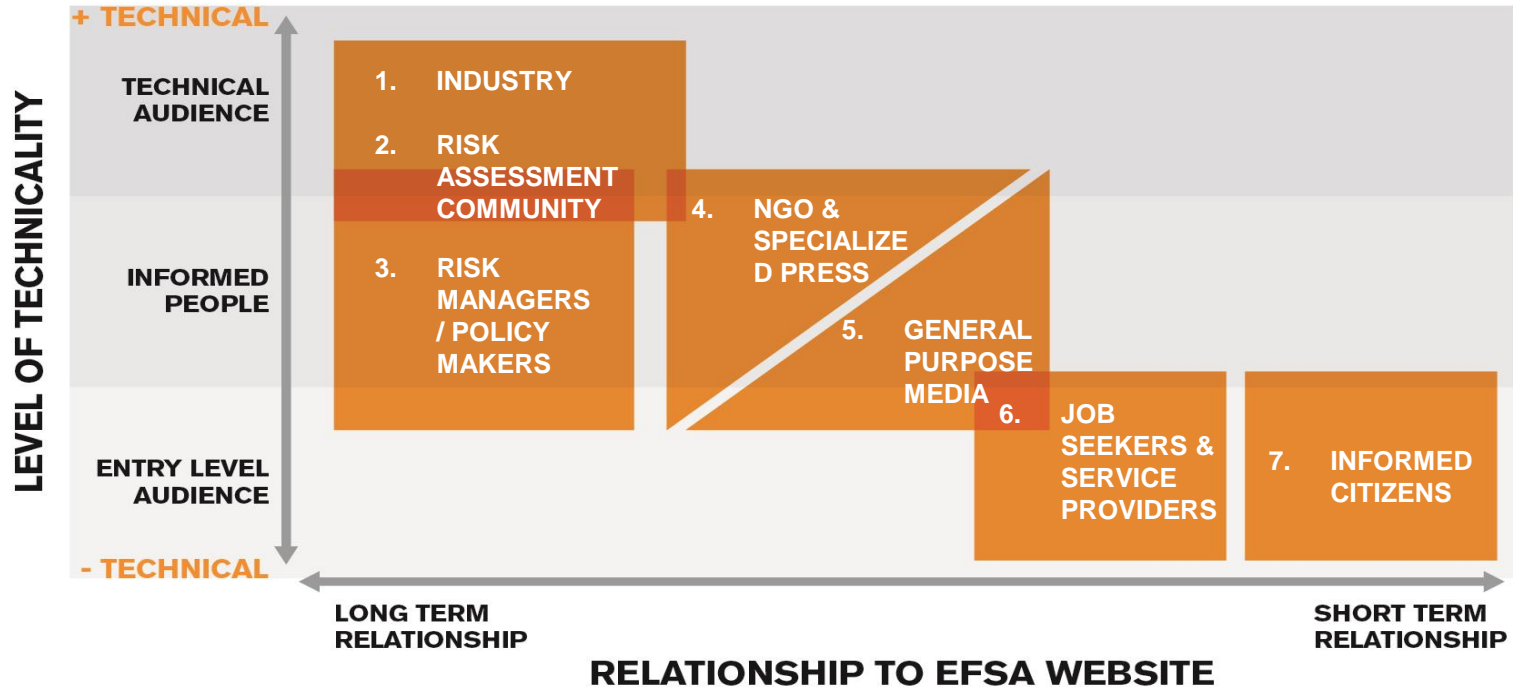 LEVEL OF TECHNICALITY
+ TECHNICAL
TECHNICAL
AUDIENCE
INFORMED
PEOPLE
ENTRY LEVEL
AUDIENCE
- TECHNICAL
1. INDUSTRY
2. RISK
ASSESSMENT
COMMUNITY
3. RISK
MANAGERS
/ POLICY
MAKERS
4. NGO &
SPECIALIZE
D PRESS
5. GENERAL
PURPOSE
MEDIA
6. JOB
SEEKERS &
SERVICE
PROVIDERS
7. INFORMED
CITIZENS
LONG TERM
RELATIONSHIP
SHORT TERM
RELATIONSHIP
RELATIONSHIP TO EFSA WEBSITE